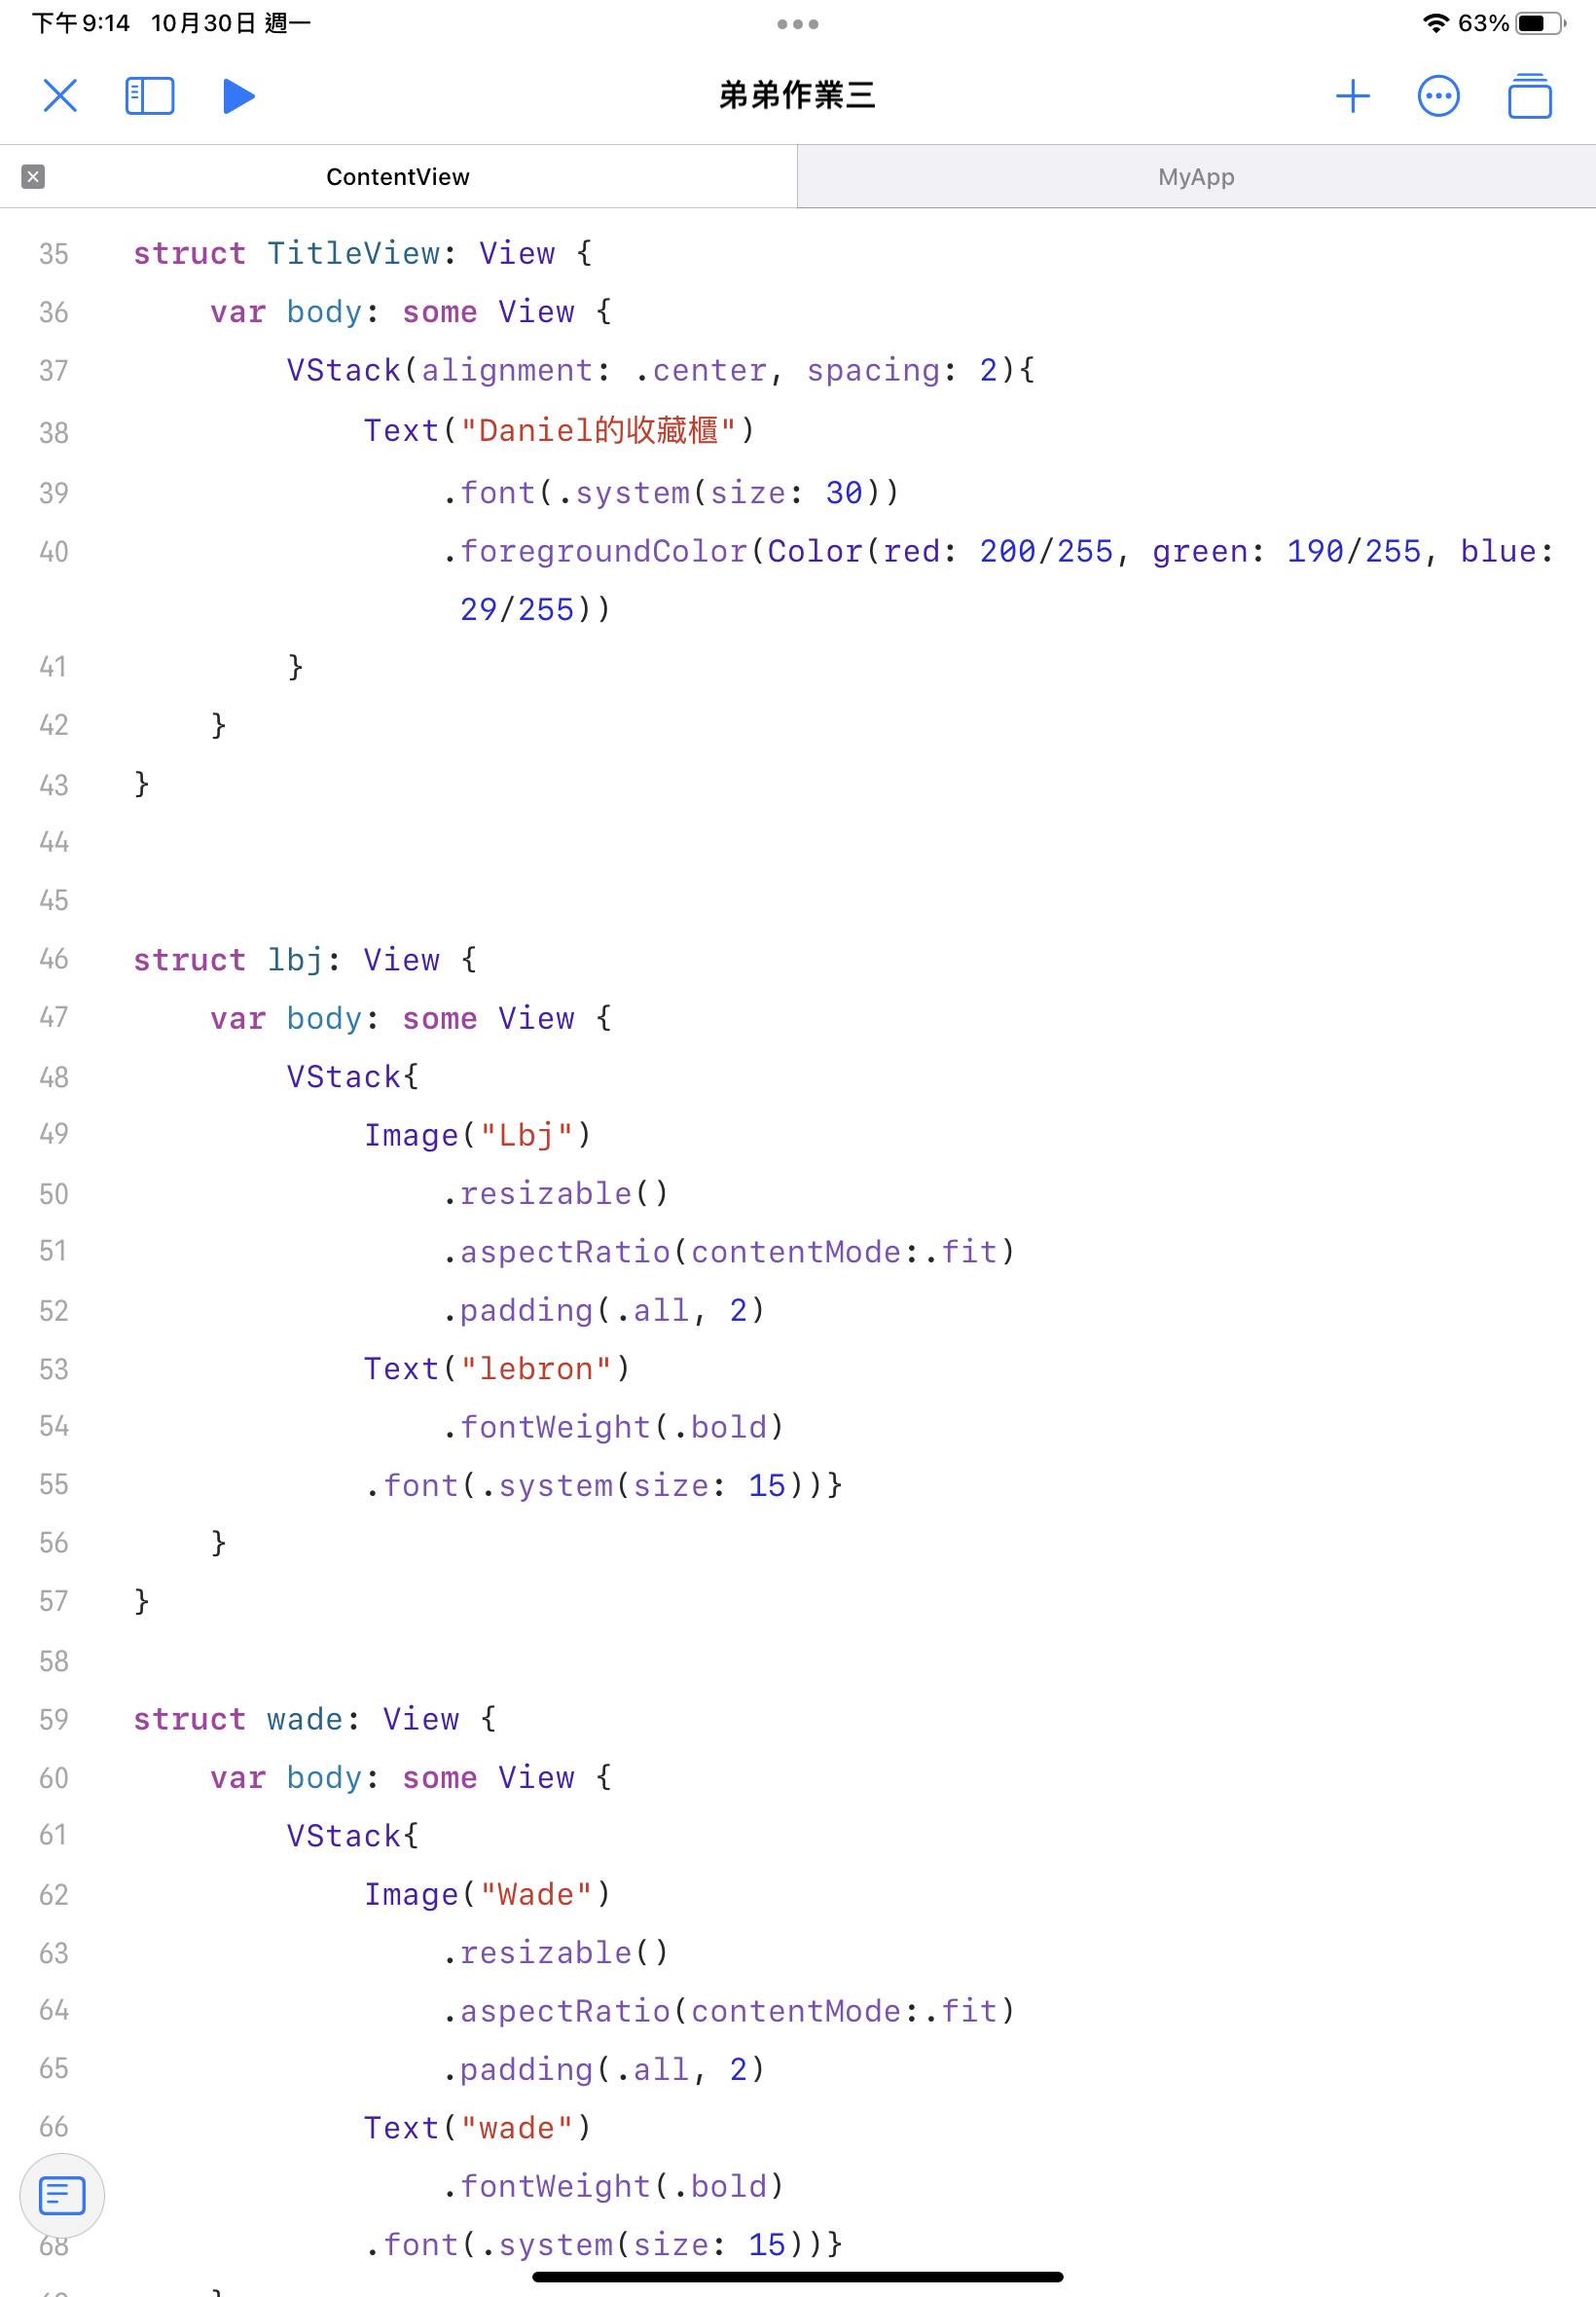 下午9:14 10月30日 週一
63%
弟弟作業三
ContentView
MyApp
35 struct TitleView: View {
36 var body: some View {
37 VStack(alignment: .center, spacing: 2){
38 Text("Daniel的收藏櫃")
39 .font(.system(size: 30))
40 .foregroundColor(Color(red: 200/255, green: 190/255, blue:
29/255))
41 }
42 }
43 }
44
45
46 struct lbj: View {
47 var body: some View {
48 VStack{
49 Image("Lbj")
50 .resizable()
51 .aspectRatio(contentMode:.fit)
52 .padding(.all, 2)
53 Text("lebron")
54 .fontWeight(.bold)
55 .font(.system(size: 15))}
56 }
57 }
58
59 struct wade: View {
60 var body: some View {
61 VStack{
62 Image("Wade")
63 .resizable()
64 .aspectRatio(contentMode:.fit)
65 .padding(.all, 2)
66 Text("wade")
.fontWeight(.bold)
68 .font(.system(size: 15))}